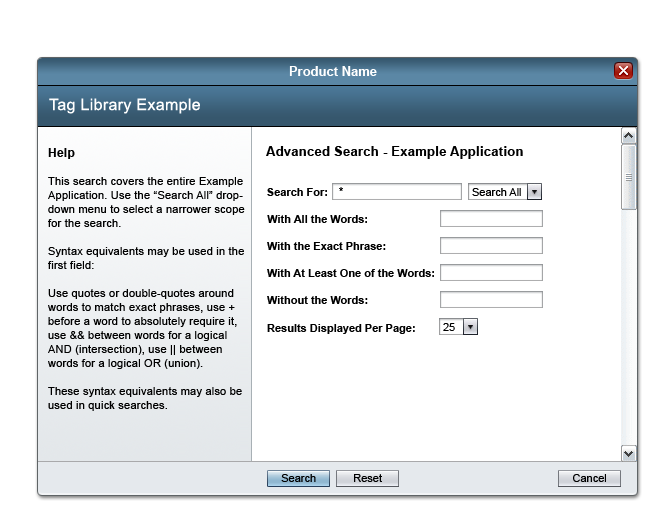 Product Name
Tag Library Example
Help
This search covers the entire Example
Application. Use the “Search All” drop-
down menu to select a narrower scope
for the search.
Syntax equivalents may be used in the
first field:
Use quotes or double-quotes around
words to match exact phrases, use +
before a word to absolutely require it,
use && between words for a logical
AND (intersection), use || between
words for a logical OR (union).
These syntax equivalents may also be
used in quick searches.
Advanced Search - Example Application
Search For: * Search All
With All the Words:
With the Exact Phrase:
With At Least One of the Words:
Without the Words:
Results Displayed Per Page: 25
Search Reset Cancel